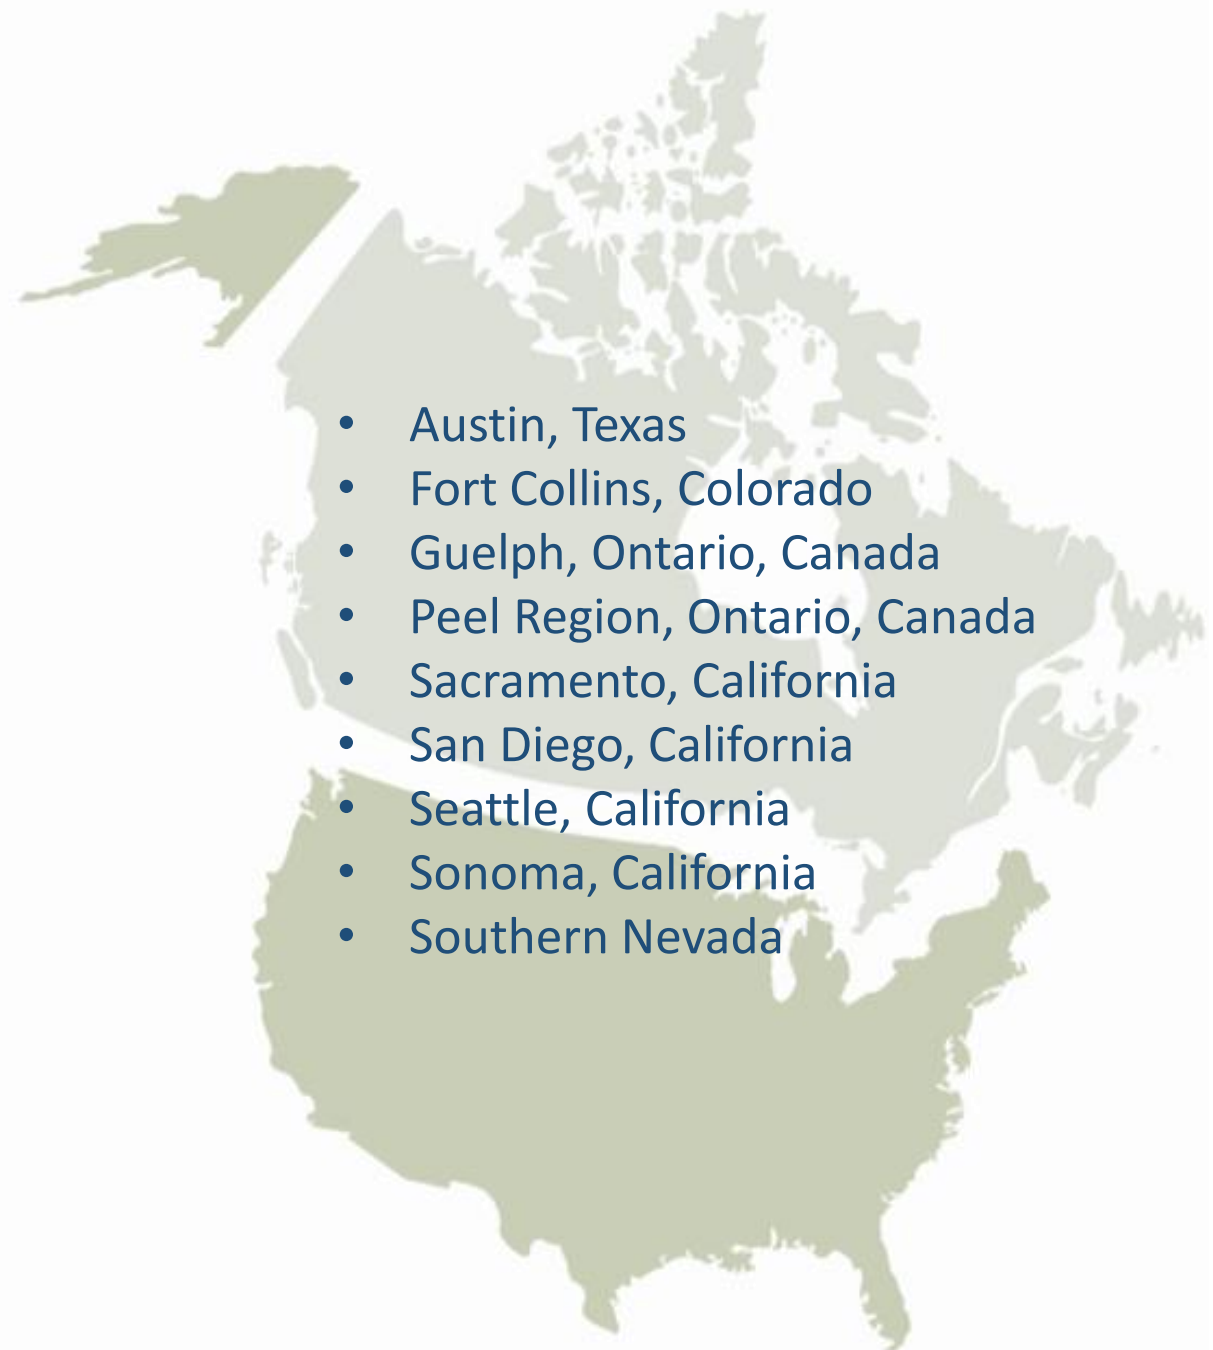 • Austin, Texas
• Fort Collins, Colorado
• Guelph, Ontario, Canada
• Peel Region, Ontario, Canada
• Sacramento, California
• San Diego, California
• Seattle, California
• Sonoma, California
• Southern Nevada